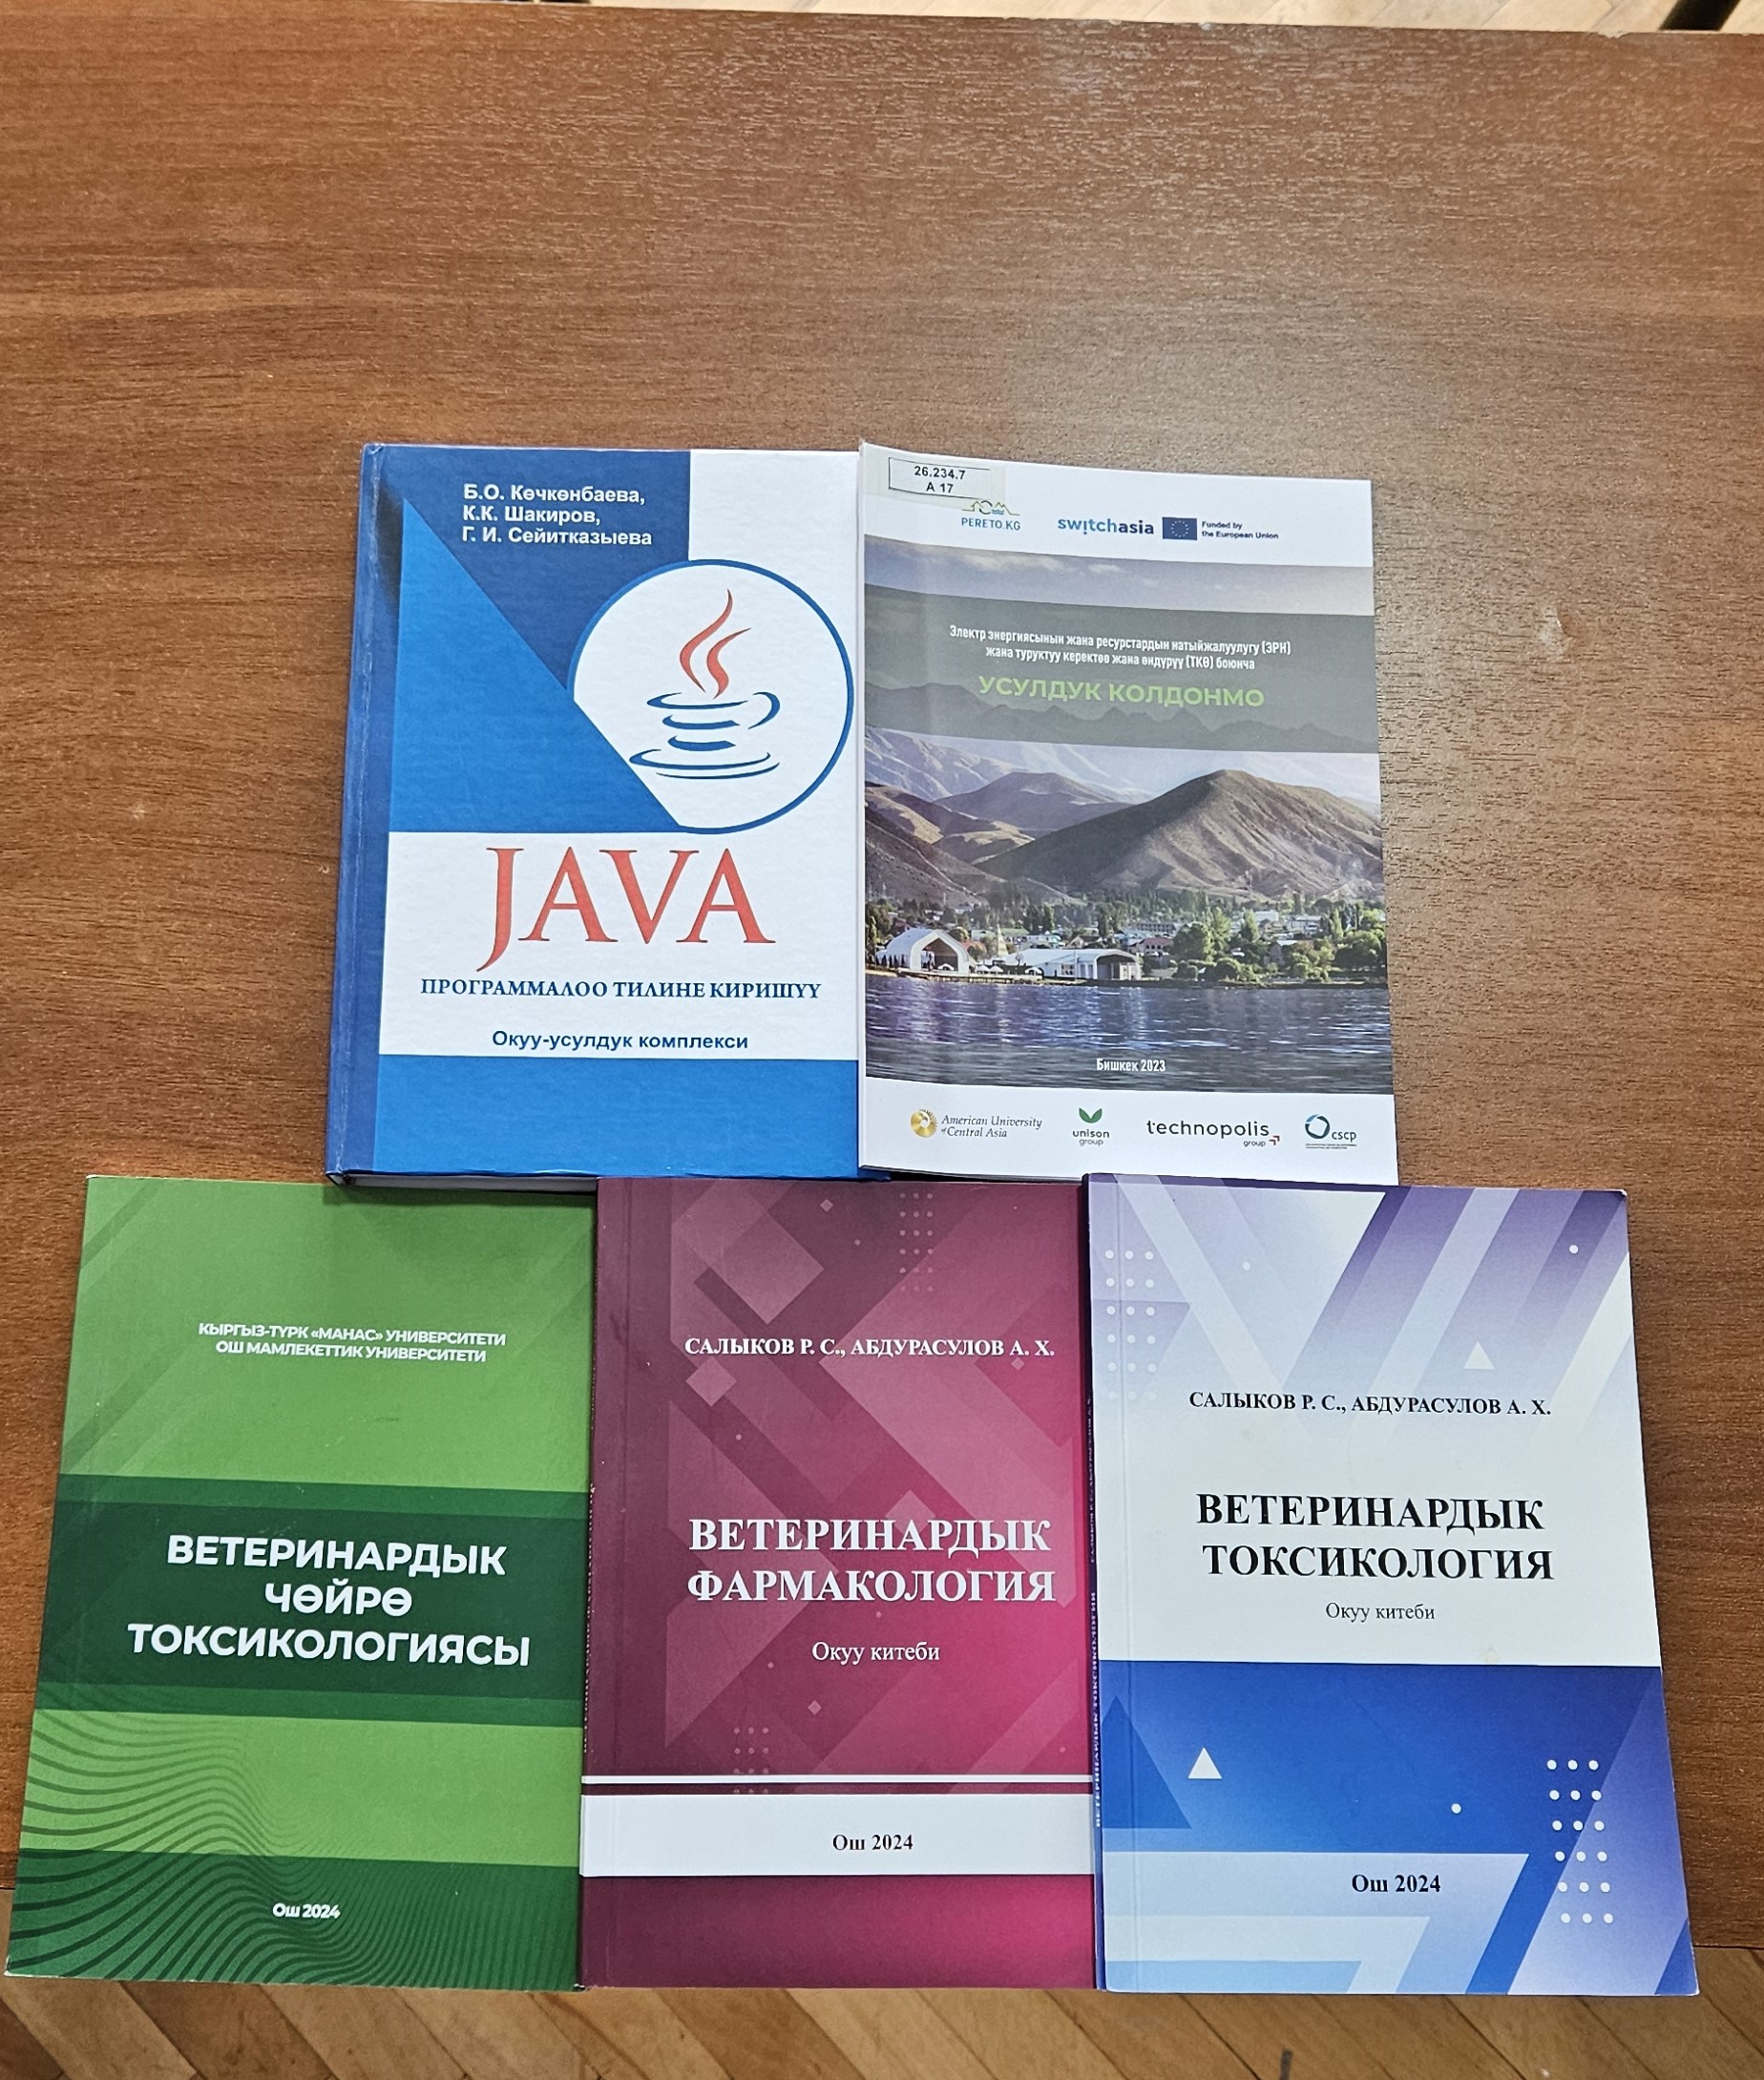 Б.О. Көчкөнбаева,
К.К. Шакиров,
Г. И. Сейитказыева
JAVA
ПРОГРАММАЛОО ТИЛИНЕ КИРИШҮҮ
Окуу-усулдук комплекси
26.234.7
А 17
PERETO.KG
switchasia
Funded by
the European Union
Электр энергиясынын жана ресурстардын натыйжалуулугу (ЭРН)
жана туруктуу керектөө жана өндүрүү (ТКӨ) боюнча
УСУЛДУК КОЛДОНМО
Бишкек 2023
American University
of Central Asia
unison
group
technopolis
group
cscp
КЫРГЫЗ-ТҮРК «МАНАС» УНИВЕРСИТЕТИ
ОШ МАМЛЕКЕТТИК УНИВЕРСИТЕТИ
ВЕТЕРИНАРДЫК
ЧӨЙРӨ
ТОКСИКОЛОГИЯСЫ
Ош 2024
САЛЫКОВ Р. С., АБДУРАСУЛОВ А. Х.
ВЕТЕРИНАРДЫК
ФАРМАКОЛОГИЯ
Окуу китеби
Ош 2024
САЛЫКОВ Р. С., АБДУРАСУЛОВ А. Х.
ВЕТЕРИНАРДЫК
ТОКСИКОЛОГИЯ
Окуу китеби
Ош 2024